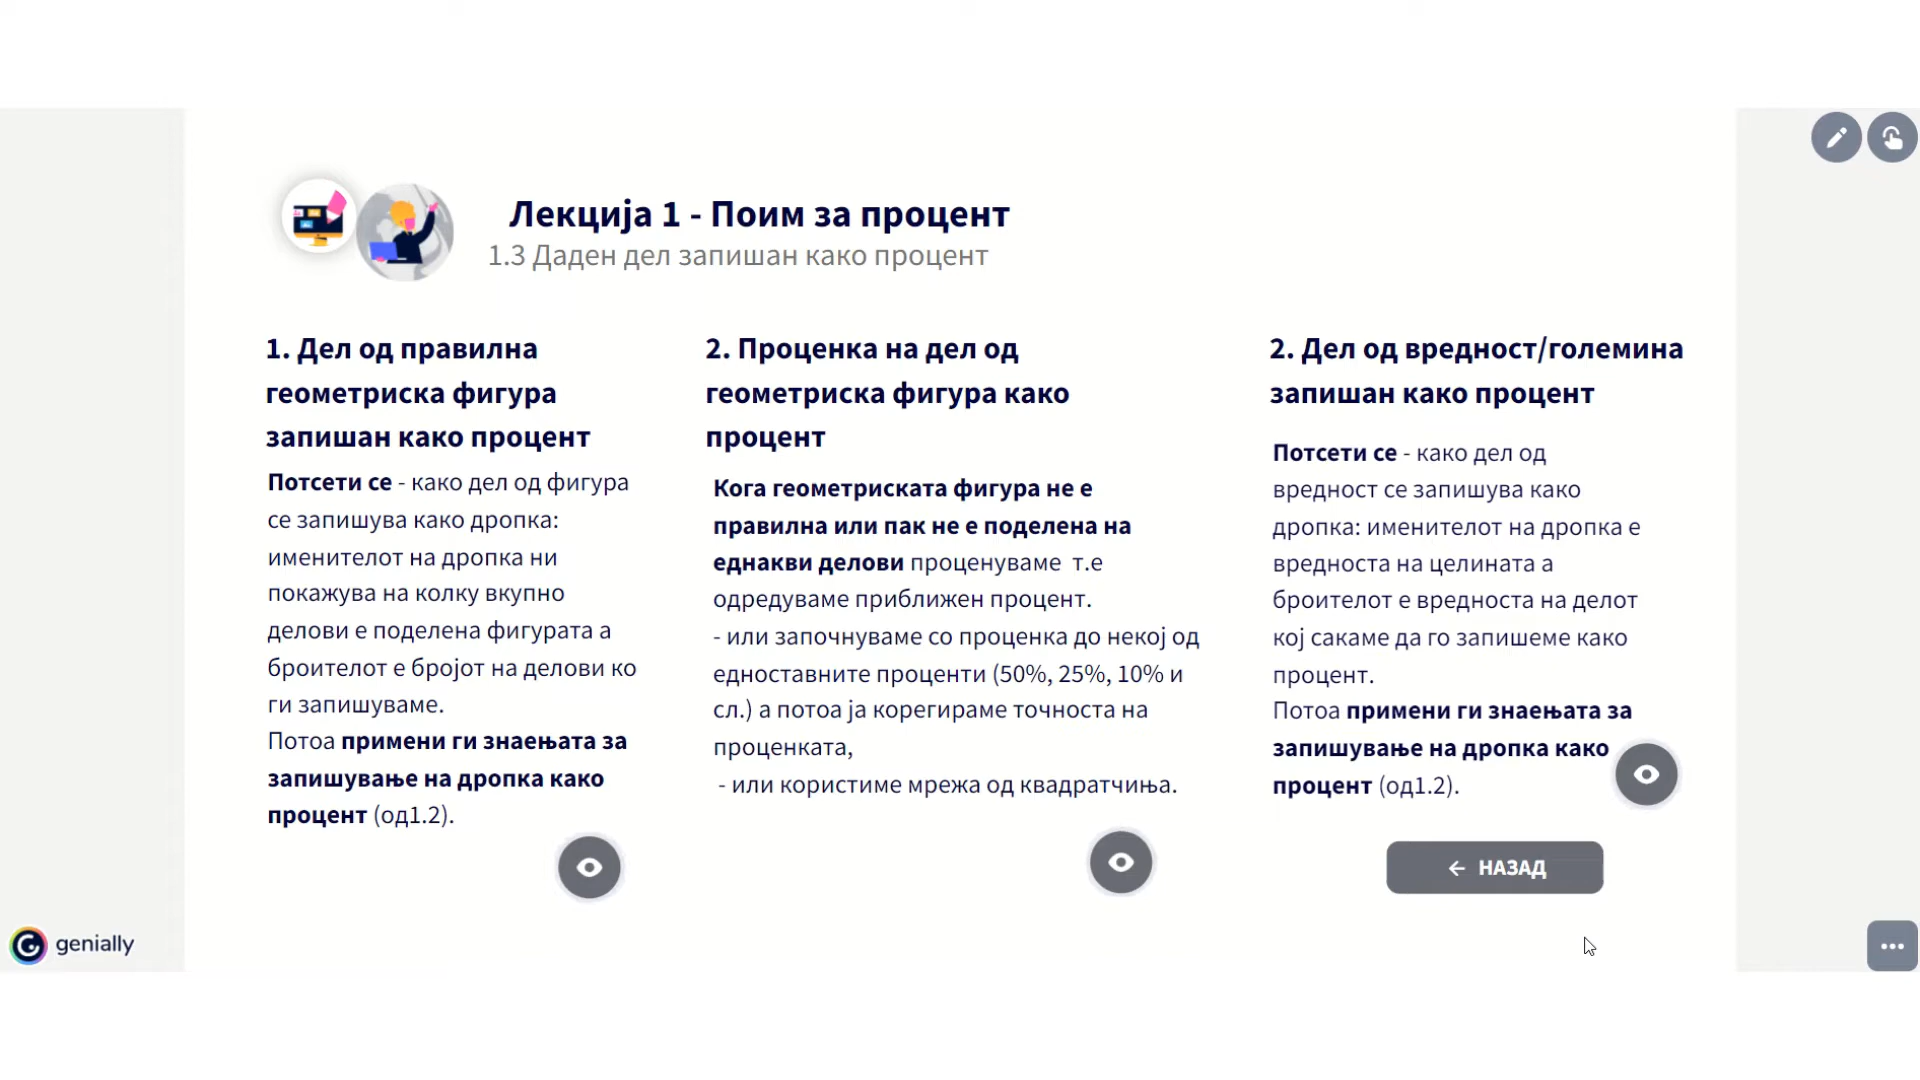 Лекција 1 - Поим за процент
1.3 Даден дел запишан како процент
1. Дел од правилна
геометриска фигура
запишан како процент
Потсети се - како дел од фигура
се запишува како дропка:
именителот на дропка ни
покажува на колку вкупно
делови е поделена фигурата а
броителот е бројот на делови ко
ги запишуваме.
Потоа примени ги знаењата за
запишување на дропка како
процент (од1.2).
2. Проценка на дел од
геометриска фигура како
процент
Кога геометриската фигура не е
правилна или пак не е поделена на
еднакви делови проценуваме  т.е
одредуваме приближен процент.
- или започнуваме со проценка до некој од
едноставните проценти (50%, 25%, 10% и
сл.) а потоа ја корегираме точноста на
проценката,
- или користиме мрежа од квадратчиња.
2. Дел од вредност/големина
запишан како процент
Потсети се - како дел од
вредност се запишува како
дропка: именителот на дропка е
вредноста на целината а
броителот е вредноста на делот
кој сакаме да го запишеме како
процент.
Потоа примени ги знаењата за
запишување на дропка како
процент (од1.2).
← НАЗАД
genially